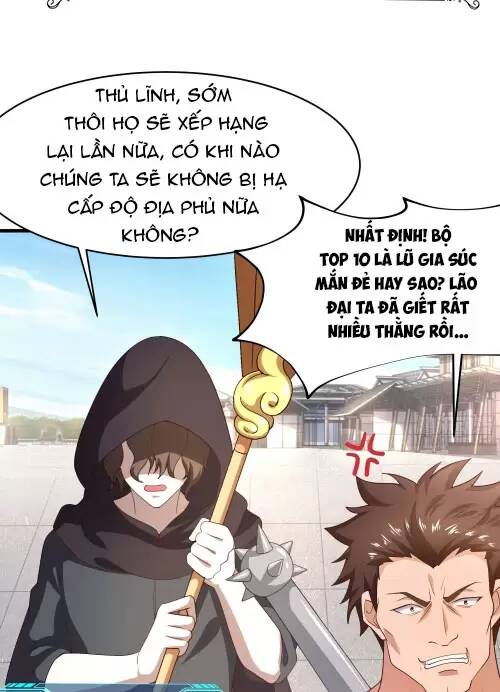 THỦ LĨNH, SỚM
THÔI HỌ SẼ XẾP HẠNG
LẠI LẦN NỮA, CÓ KHI NÀO
CHÚNG TA SẼ KHÔNG BỊ HẠ
CẤP ĐỘ ĐỊA PHỦ NỮA
KHÔNG?
NHẤT ĐỊNH! BỘ
TOP 10 LÀ LŨ GIA SÚC
MẮN ĐẺ HAY SAO? LÃO
ĐẠI TA ĐÃ GIẾT RẤT
NHIỀU THẰNG RỒI...